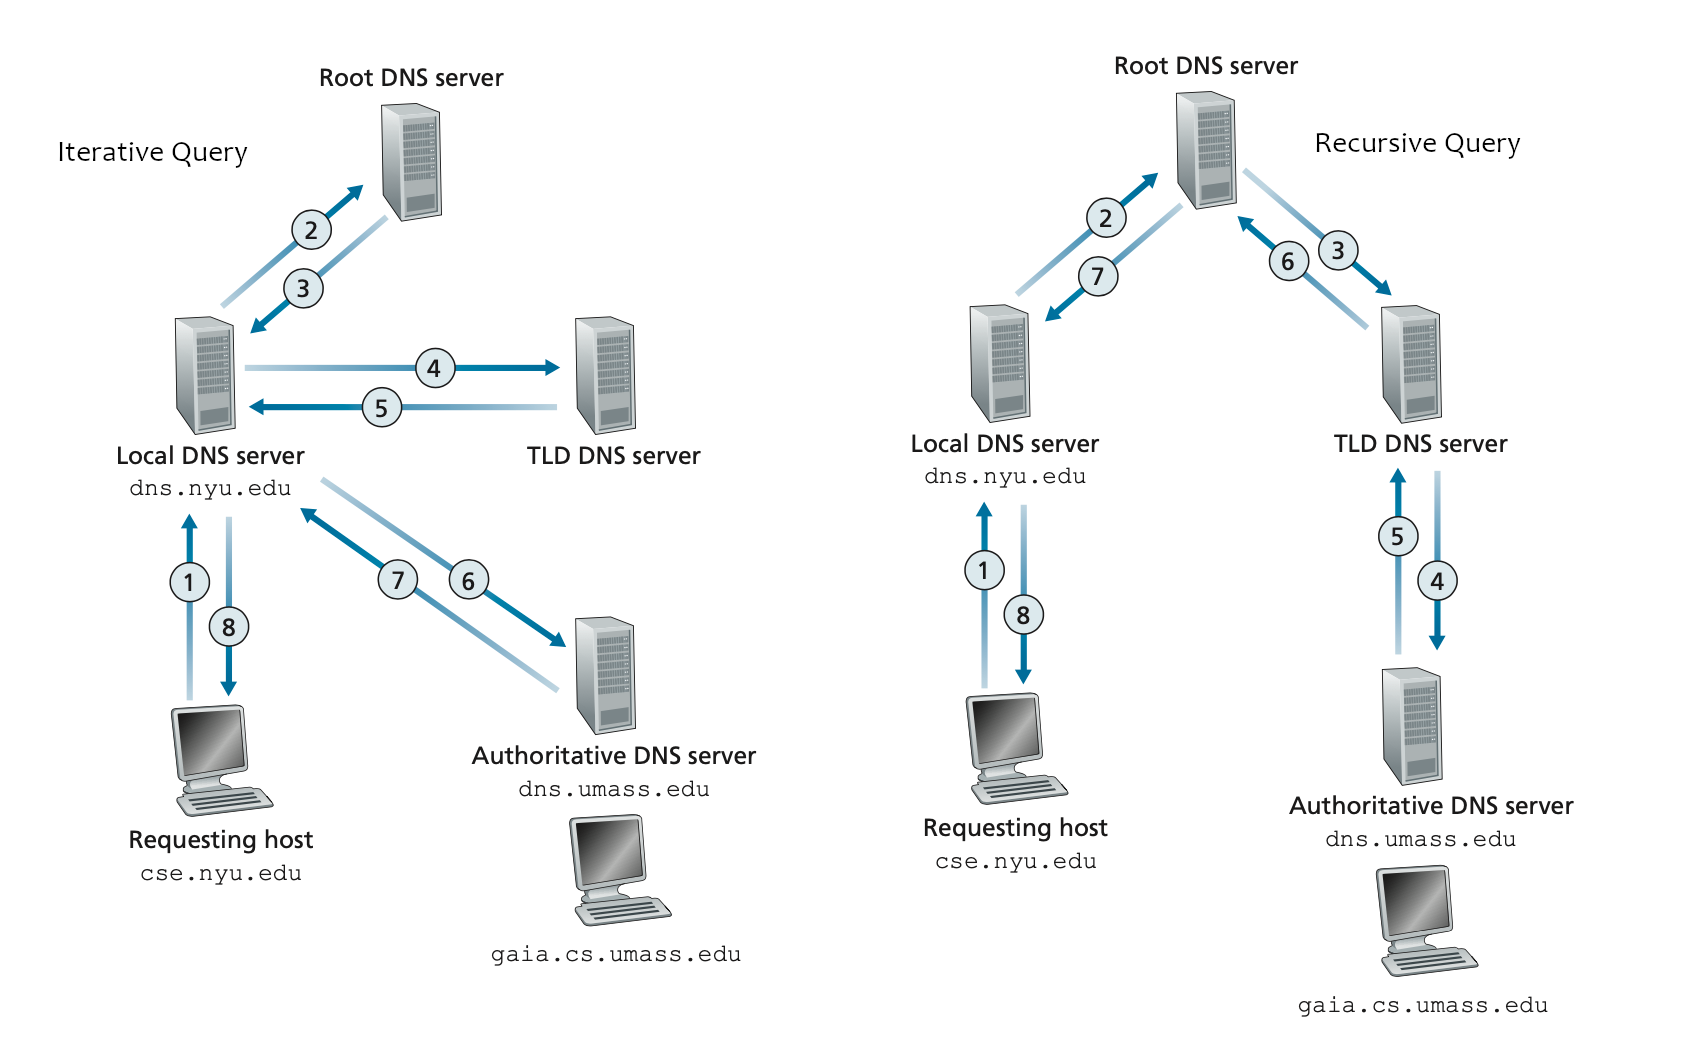 Root DNS server
Iterative Query
2
3
4
5
Local DNS server
dns.nyu.edu
TLD DNS server
1
8
7
6
Authoritative DNS server
dns.umass.edu
Requesting host
cse.nyu.edu
gaia.cs.umass.edu
Root DNS server
Recursive Query
2
7
6
3
Local DNS server
dns.nyu.edu
TLD DNS server
1
8
5
4
Requesting host
cse.nyu.edu
Authoritative DNS server
dns.umass.edu
gaia.cs.umass.edu